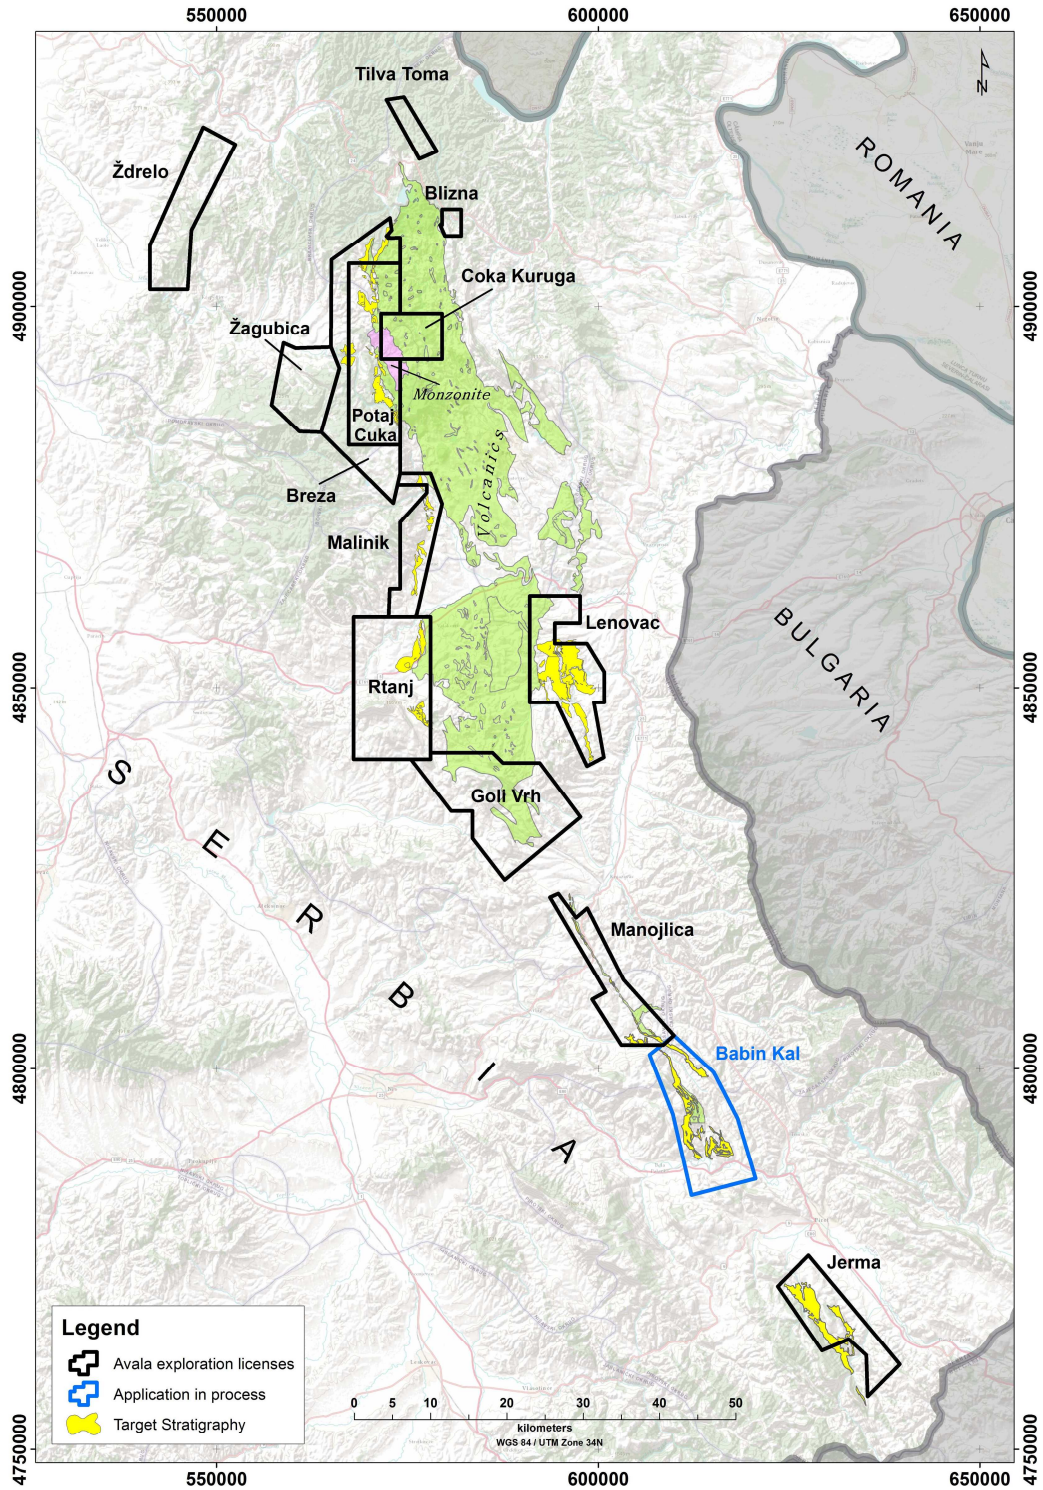 550000
600000
650000
Tilva Toma
Ždrelo
Blizna
ROMANIA
Coka Kuruga
4900000
4900000
Žagubica
Monzonite
Potaj
Cuka
Volcanics
Breza
Malinik
Lenovac
BULGARIA
4850000
4850000
Rtanj
SERBIA
Goll Vrh
Manojlica
4800000
4800000
Babin Kal
Jerma
Legend
Avala exploration licenses
Application in process
Target Stratigraphy
0 5 10 20 30 40 50
kilometers
WGS 84 / UTM Zone 34N
4750000
4750000
550000
600000
650000
N